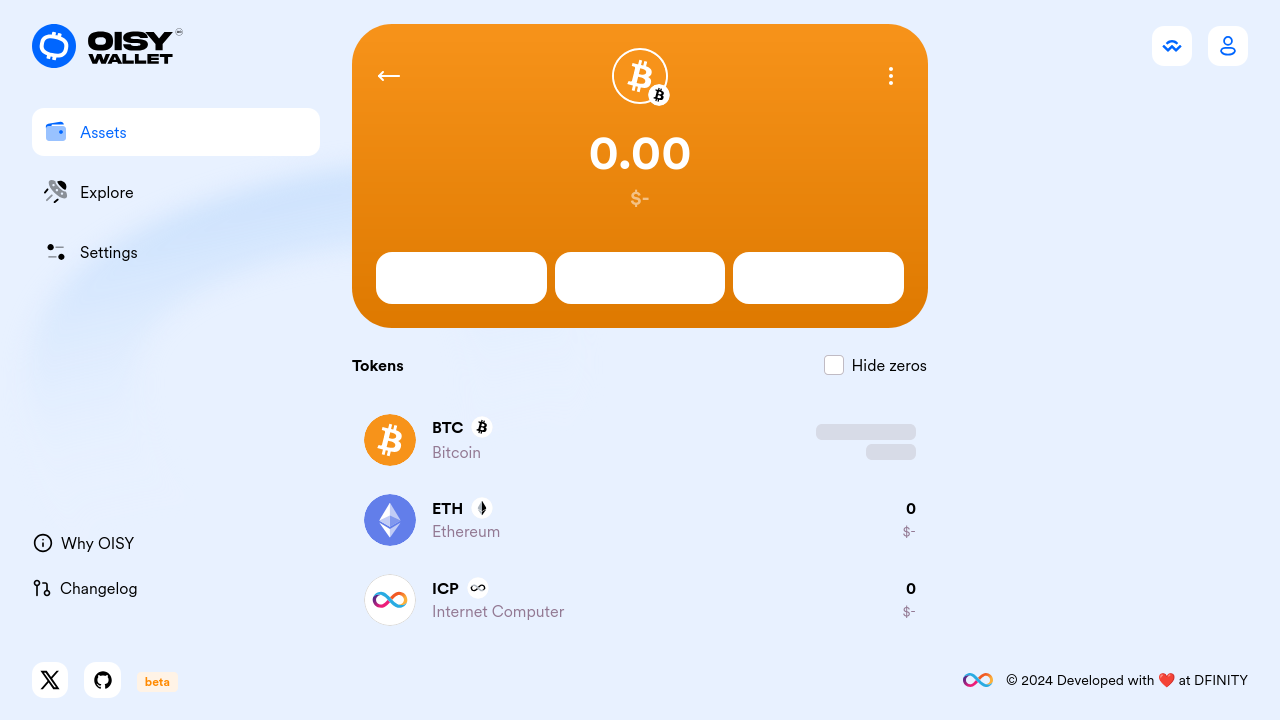 OISY
WALLET
Assets
Explore
Settings
Why OISY
Changelog
beta
0.00
$-
Tokens
Hide zeros
BTC
Bitcoin
ETH
Ethereum
0
$-
ICP
Internet Computer
0
$-
© 2024 Developed with ❤️ at DFINITY